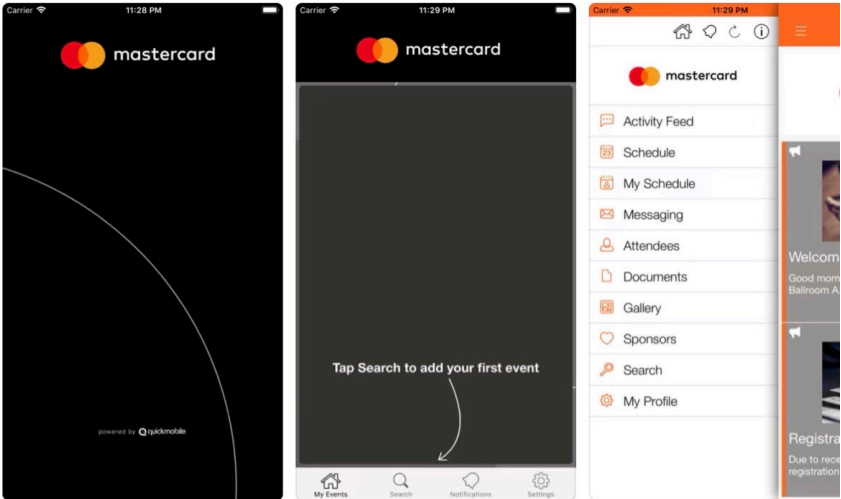 Carrier 11:28 PM
mastercard
powered by quickmobile
Carrier 11:29 PM
mastercard
Tap Search to add your first event
My Events Search Notifications Settings
Carrier 11:29 PM
mastercard
Activity Feed
23 Schedule
My Schedule
Messaging
Attendees
Documents
Gallery
Sponsors
Search
My Profile
Welcom
Good morn
Ballroom A
Registra
Due to rece
registration